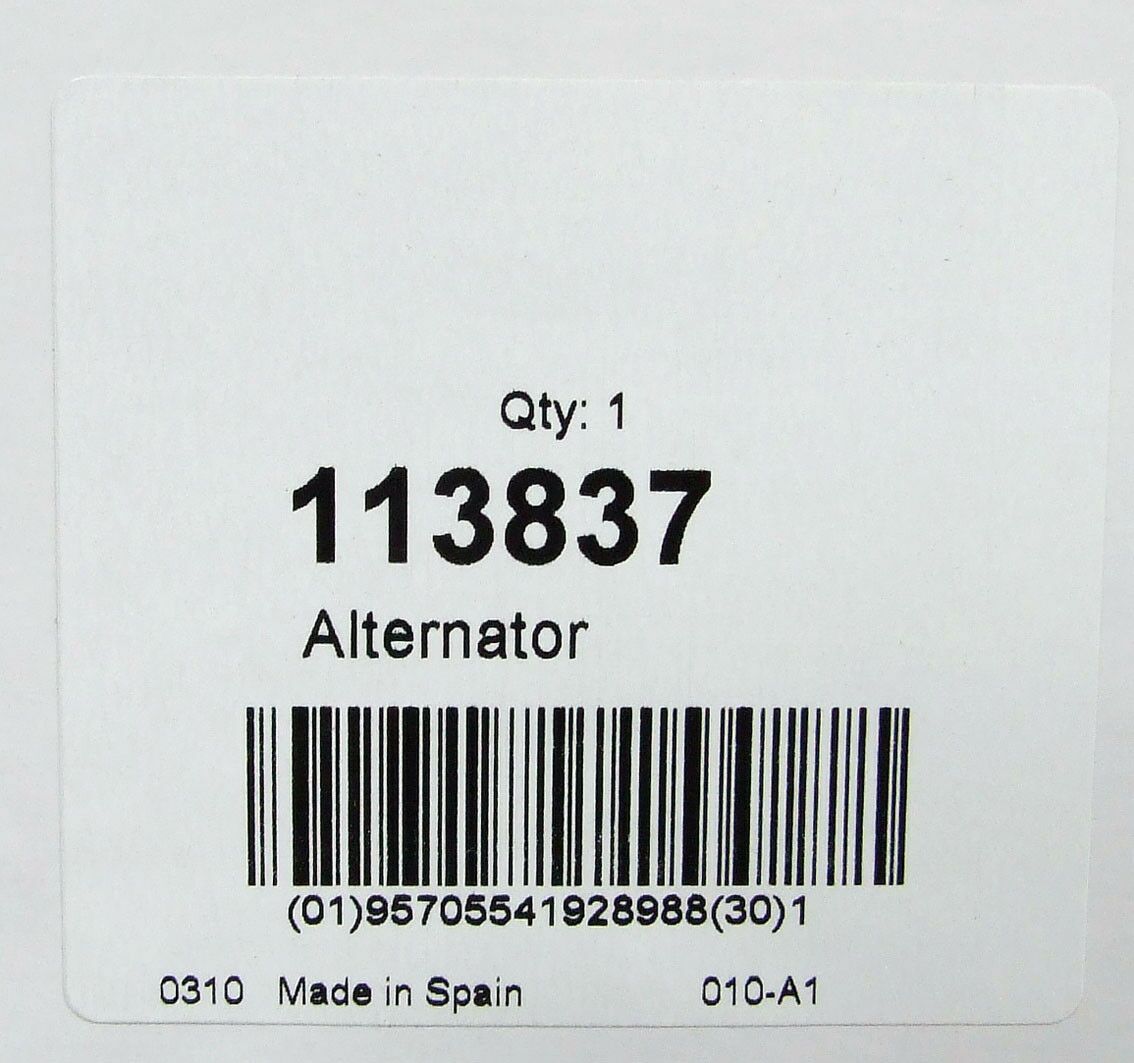 Qty: 1
113837
Alternator
(01)95705541928988(30)1
0310 Made in Spain 010-A1